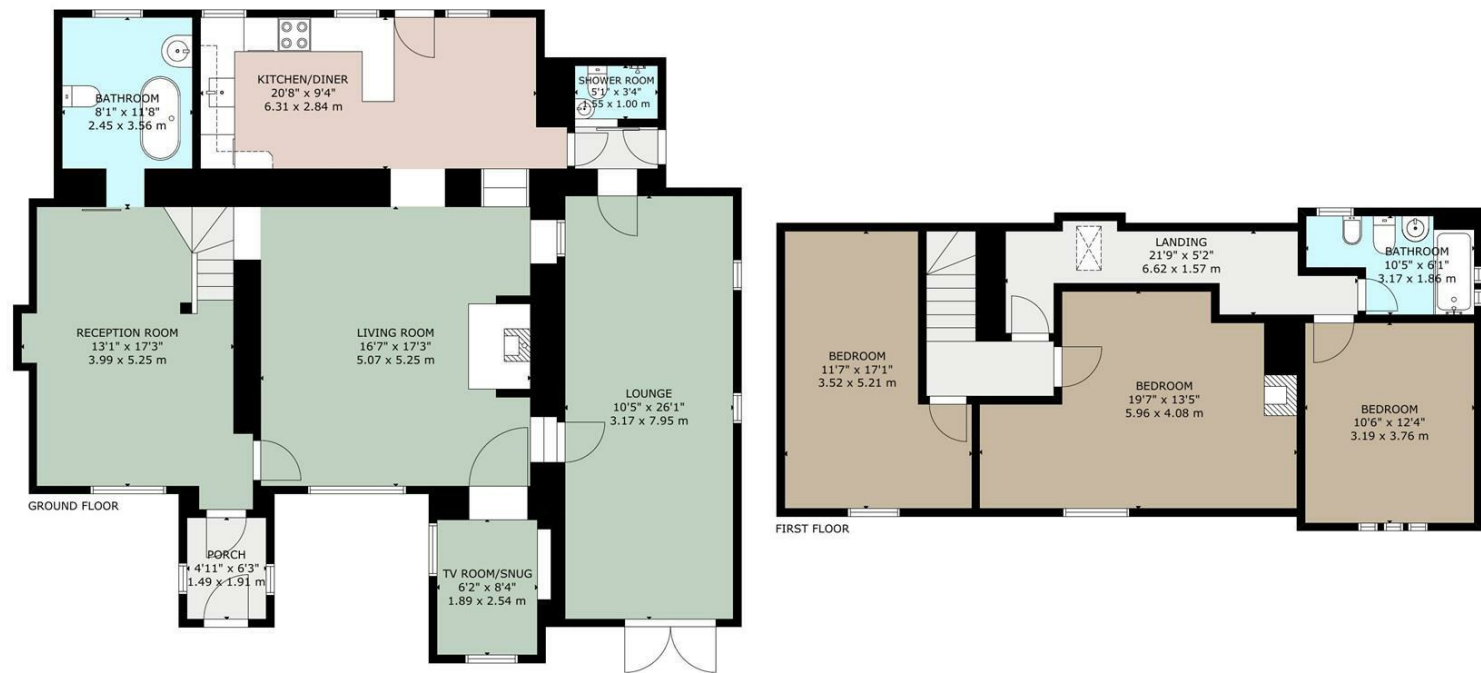 BATHROOM
8'1" x 11'8"
2.45 x 3.56 m
KITCHEN/DINER
20'8" x 9'4"
6.31 x 2.84 m
SHOWER ROOM
5'1" x 3'4"
1.55 x 1.00 m
RECEPTION ROOM
13'1" x 17'3"
3.99 x 5.25 m
LIVING ROOM
16'7" x 17'3"
5.07 x 5.25 m
LOUNGE
10'5" x 26'1"
3.17 x 7.95 m
GROUND FLOOR
PORCH
4'11" x 6'3"
1.49 x 1.91 m
TV ROOM/SNUG
6'2" x 8'4"
1.89 x 2.54 m
LANDING
21'9" x 5'2"
6.62 x 1.57 m
BATHROOM
10'5" x 6'1"
3.17 x 1.86 m
BEDROOM
11'7" x 17'1"
3.52 x 5.21 m
BEDROOM
19'7" x 13'5"
5.96 x 4.08 m
BEDROOM
10'6" x 12'4"
3.19 x 3.76 m
FIRST FLOOR